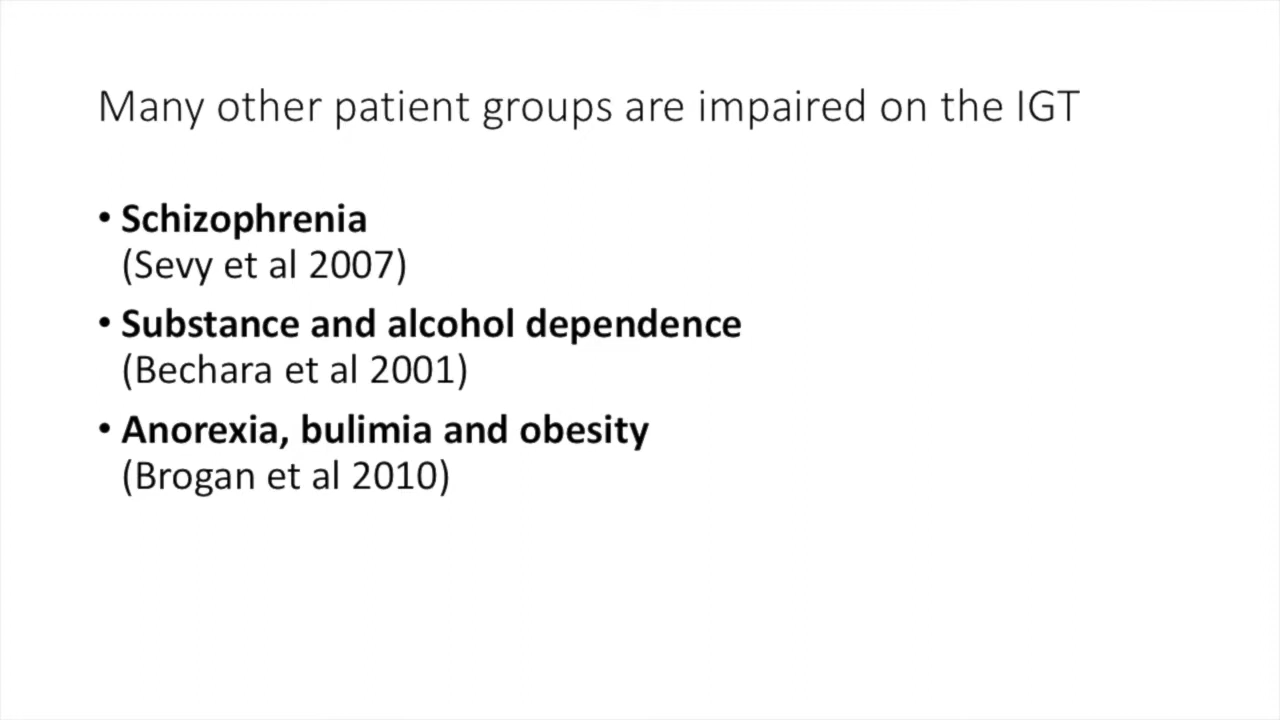 Many other patient groups are impaired on the IGT
• Schizophrenia
(Sevy et al 2007)
• Substance and alcohol dependence
(Bechara et al 2001)
• Anorexia, bulimia and obesity
(Brogan et al 2010)